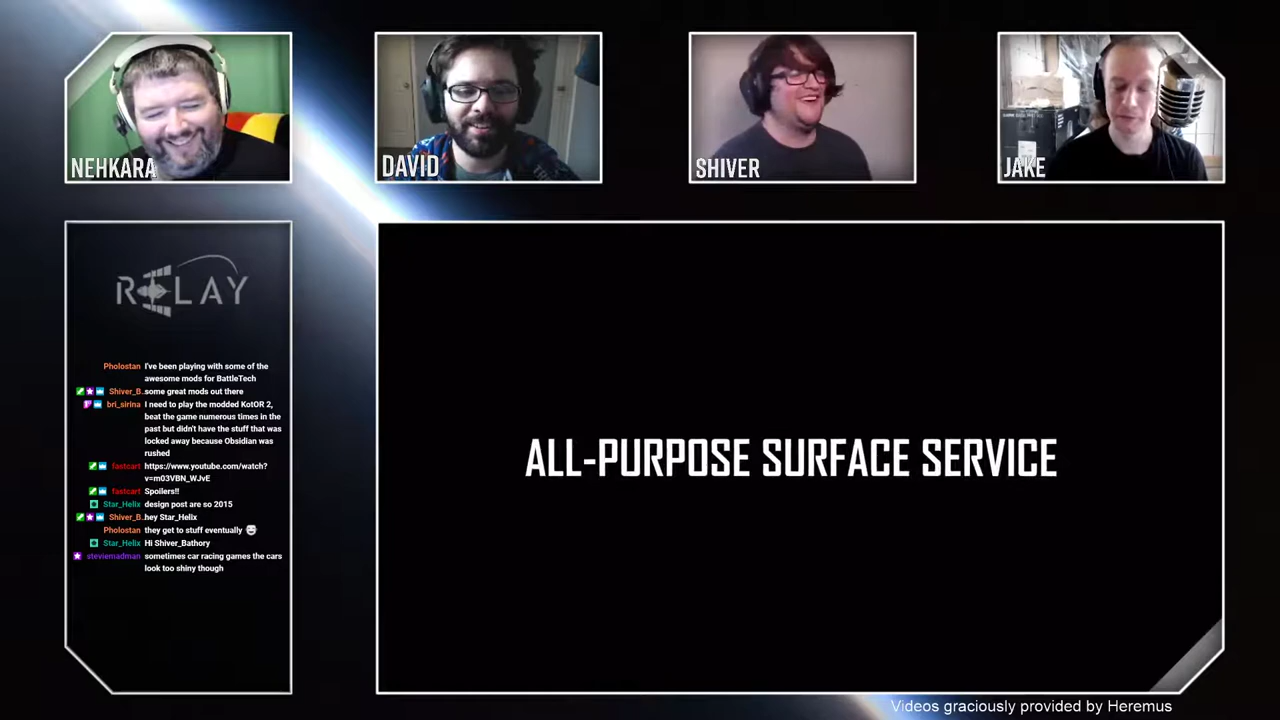 NEHKARA
DAVID
SHIVER
JAKE
RELAY
Pholostan I've been playing with some of the
awesome mods for BattleTech
Shiver_B.. some great mods out there
bri_sirina I need to play the modded KotOR 2,
beat the game numerous times in the
past but didn't have the stuff that was
locked away because Obsidian was
rushed
fastcart https://www.youtube.com/watch?
v=m03VBN_WJvE
fastcart Spoilers!!
Star_Helix design post are so 2015
Shiver_B.. hey Star_Helix
Pholostan they get to stuff eventually
Star_Helix Hi Shiver_Bathory
steviemadman sometimes car racing games the cars
look too shiny though
ALL-PURPOSE SURFACE SERVICE
Videos graciously provided by Heremus